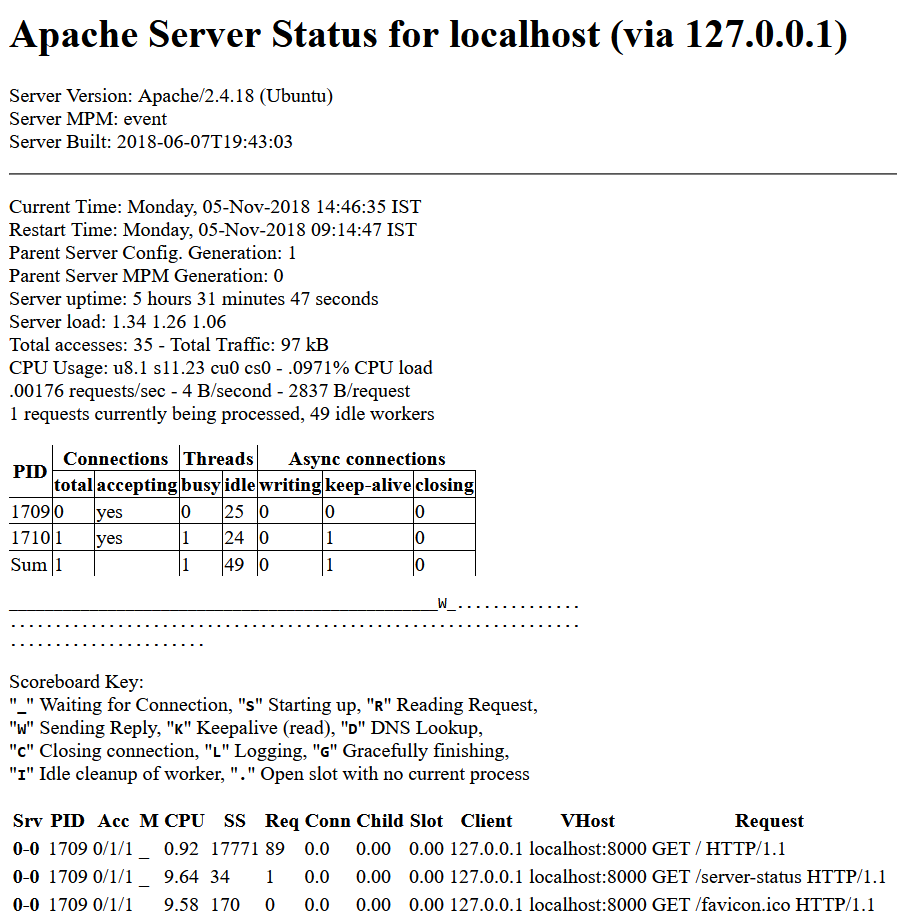 Apache Server Status for localhost (via 127.0.0.1)
Server Version: Apache/2.4.18 (Ubuntu)
Server MPM: event
Server Built: 2018-06-07T19:43:03
Current Time: Monday, 05-Nov-2018 14:46:35 IST
Restart Time: Monday, 05-Nov-2018 09:14:47 IST
Parent Server Config. Generation: 1
Parent Server MPM Generation: 0
Server uptime: 5 hours 31 minutes 47 seconds
Server load: 1.34 1.26 1.06
Total accesses: 35 - Total Traffic: 97 kB
CPU Usage: u8.1 s11.23 cu0 cs0 - .0971% CPU load
.00176 requests/sec - 4 B/second - 2837 B/request
1 requests currently being processed, 49 idle workers
PID Connections Threads Async connections
total accepting busy idle writing keep-alive closing
1709 0 yes 0 25 0 0 0
1710 1 yes 1 24 0 1 0
Sum 1 1 49 0 1 0
________________________________________________W_..............
................................................................
......................
Scoreboard Key:
"_" Waiting for Connection, "S" Starting up, "R" Reading Request,
"W" Sending Reply, "K" Keepalive (read), "D" DNS Lookup,
"C" Closing connection, "L" Logging, "G" Gracefully finishing,
"I" Idle cleanup of worker, "." Open slot with no current process
Srv PID Acc M CPU SS Req Conn Child Slot Client VHost Request
0-0 1709 0/1/1 _ 0.92 17771 89 0.0 0.00 0.00 127.0.0.1 localhost:8000 GET / HTTP/1.1
0-0 1709 0/1/1 _ 9.64 34 1 0.0 0.00 0.00 127.0.0.1 localhost:8000 GET /server-status HTTP/1.1
0-0 1709 0/1/1 9.58 170 0 0.0 0.00 0.00 127.0.0.1 localhost:8000 GET /favicon.ico HTTP/1.1